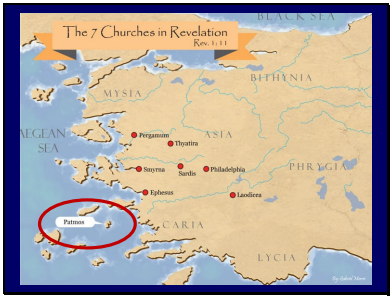 The 7 Churches in Revelation
Rev. 1:11
BLACK SEA
BITHYNIA
MYSIA
AEGEAN
SEA
Pergamum
ASIA
Thyatira
Smyrna
Sardis
Philadelphia
PHRYGIA
Ephesus
Laodicea
Patmos
CARIA
LYCIA